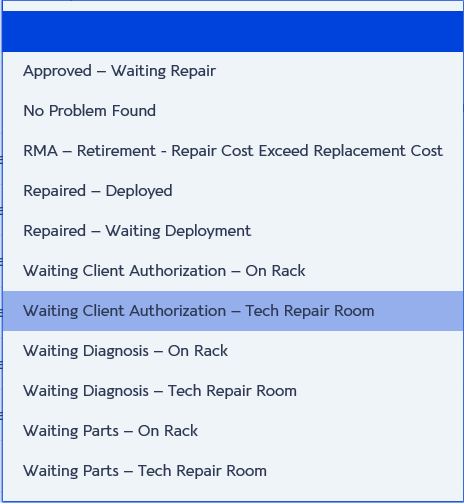 Approved – Waiting Repair
No Problem Found
RMA – Retirement - Repair Cost Exceed Replacement Cost
Repaired – Deployed
Repaired – Waiting Deployment
Waiting Client Authorization – On Rack
Waiting Client Authorization – Tech Repair Room
Waiting Diagnosis – On Rack
Waiting Diagnosis – Tech Repair Room
Waiting Parts – On Rack
Waiting Parts – Tech Repair Room